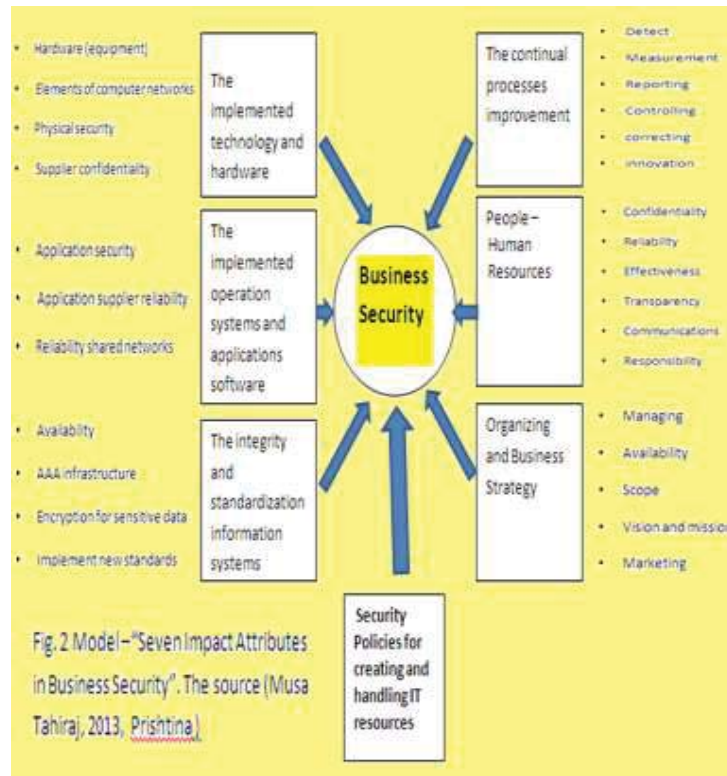 • Hardware (equipment)
• Elements of computer networks
• Physical security
• Supplier confidentiality
The
implemented
technology and
hardware
The continual
processes
improvement
• Detect
• Measurement
• Reporting
• Controlling
• correcting
• innovation
• Application security
• Application supplier reliability
• Reliability shared networks
The
implemented
operation
systems and
applications
software
Business
Security
People –
Human
Resources
• Confidentiality
• Reliability
• Effectiveness
• Transparency
• Communications
• Responsibility
• Availability
• AAA infrastructure
• Encryption for sensitive data
• Implement new standards
The integrity
and
standardization
information
systems
Organizing
and Business
Strategy
• Managing
• Availability
• Scope
• Vision and mission
• Marketing
Security
Policies for
creating and
handling IT
resources
Fig. 2 Model – "Seven Impact Attributes
in Business Security". The source (Musa
Tahiraj, 2013, Prishtina)